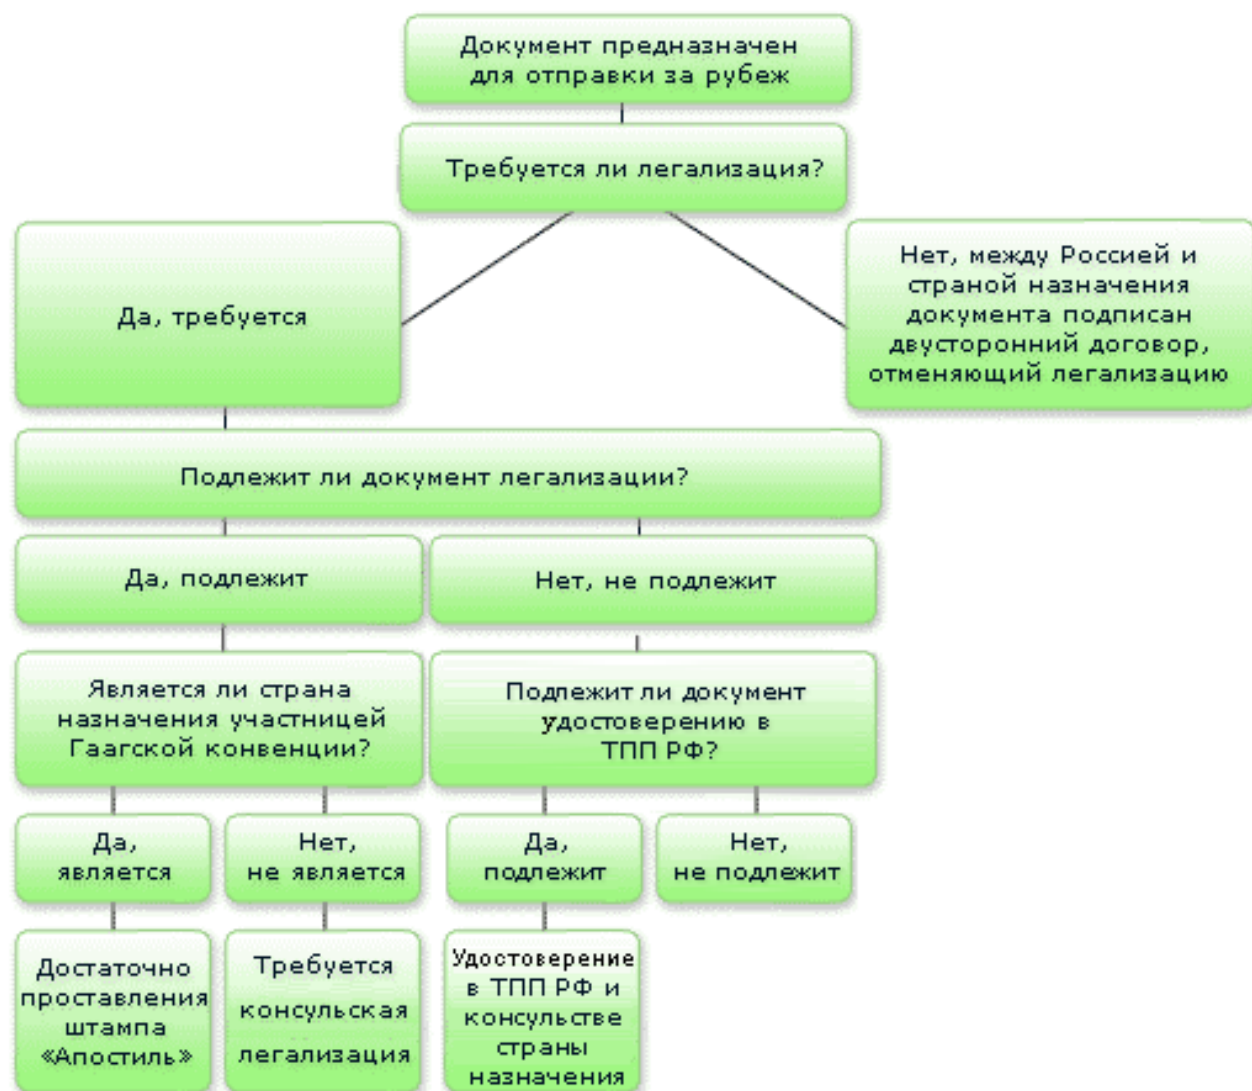 Документ предназначен
для отправки за рубеж
Требуется ли легализация?
Да, требуется
Нет, между Россией и
страной назначения
документа подписан
двусторонний договор,
отменяющий легализацию
Подлежит ли документ легализации?
Да, подлежит
Нет, не подлежит
Является ли страна
назначения участницей
Гаагской конвенции?
Подлежит ли документ
удостоверению в
ТПП РФ?
Да,
является
Нет,
не является
Да,
подлежит
Нет,
не подлежит
Достаточно
проставления
штампа
«Апостиль»
Требуется
консульская
легализация
Удостоверение
в ТПП РФ и
консульстве
страны
назначения